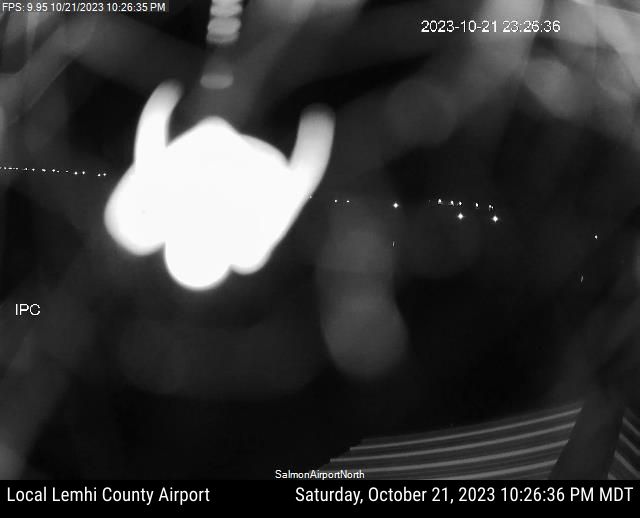 FPS: 9.95 10/21/2023 10:26:35 PM
2023-10-21 23:26:36
IPC
SalmonAirportNorth
Local Lemhi County Airport Saturday, October 21, 2023 10:26:36 PM MDT